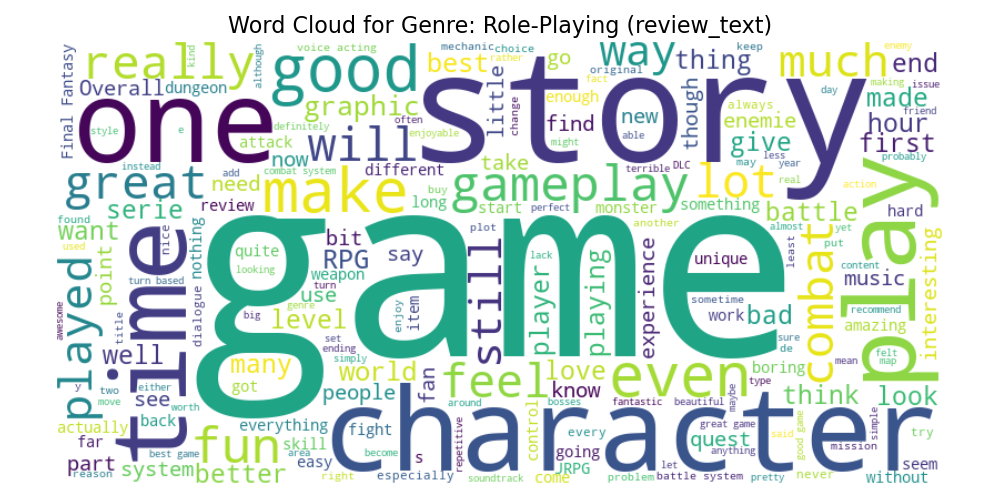 Word Cloud for Genre: Role-Playing (review_text)
Final Fantasy
really
kind
although
voice acting
good
mechanic
choice
rather
best
go
way
thing
keep
much
end
enemy
making
issue
Overall
dungeon
graphic
little
original
fact
enough
change
story
though
day
made
friend
one
style
e
definitely
often
enjoyable
find
new
able
might
always
enemie
hour
attack
now
will
first
instead
combat system
different
take
terrible
DLC
give
may
less
year
probably
great
add
need
make
long
buy
gameplay
start
perfect
monster
something
lot
real
action
serie
review
another
battle
almost
yet
hard
found
want
used
nice
nothing
quite
looking
bit
RPG
say
plot
still
lack
player
playing
experience
unique
least
put
combat
play
music
content
interesting
point
turn based
dialogue
weapon
turn
genre
use
enjoy
item
sometime
work
bad
sure
de
recommend
amazing
played
time
awesome
title
big
level
set
ending
simply
game
boring
mean
felt
map
well
many
got
world
people
fan
feel
love
know
even
type
y
two
move
either
see
worth
back
fun
everything
skill
area
around
bosses
fantastic
beautiful
maybe
think
look
actually
far
part
reason
best game
system
better
easy
right
fight
become
especially
s
character
repetitive
soundtrack
control
come
every
going
JRPG
problem
let
quest
battle system
great game
anything
pretty
good game
said
never
mission
simple
try
seem
without